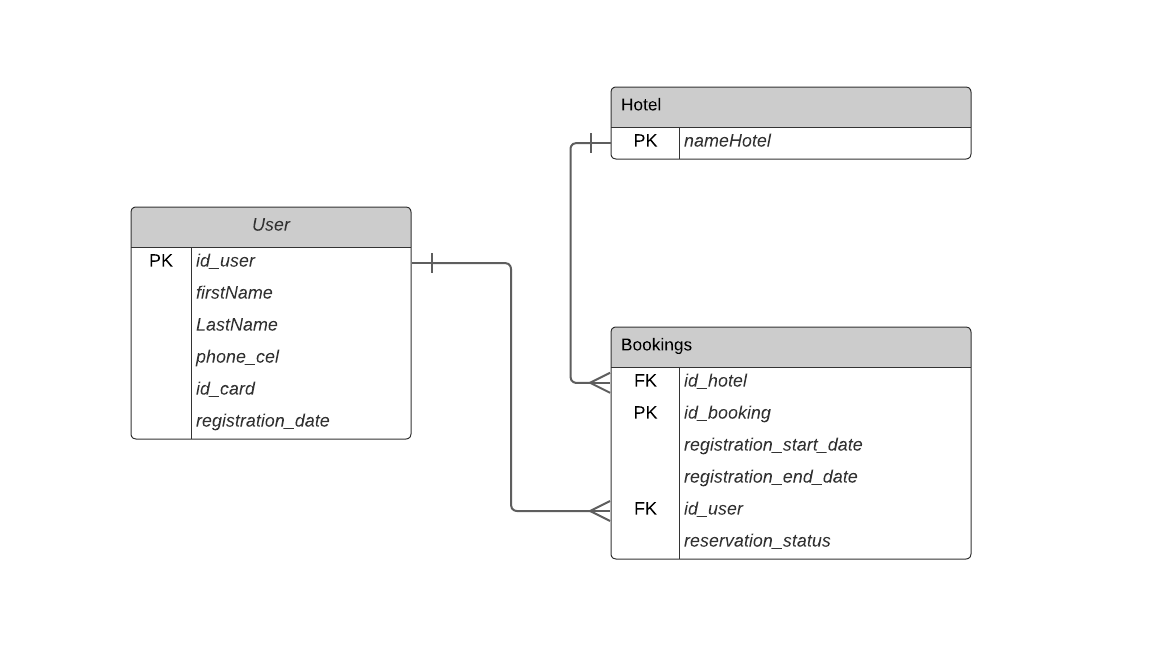 Hotel
PK nameHotel
User
PK id_user
firstName
LastName
phone_cel
id_card
registration_date
Bookings
FK id_hotel
PK id_booking
registration_start_date
registration_end_date
FK id_user
reservation_status